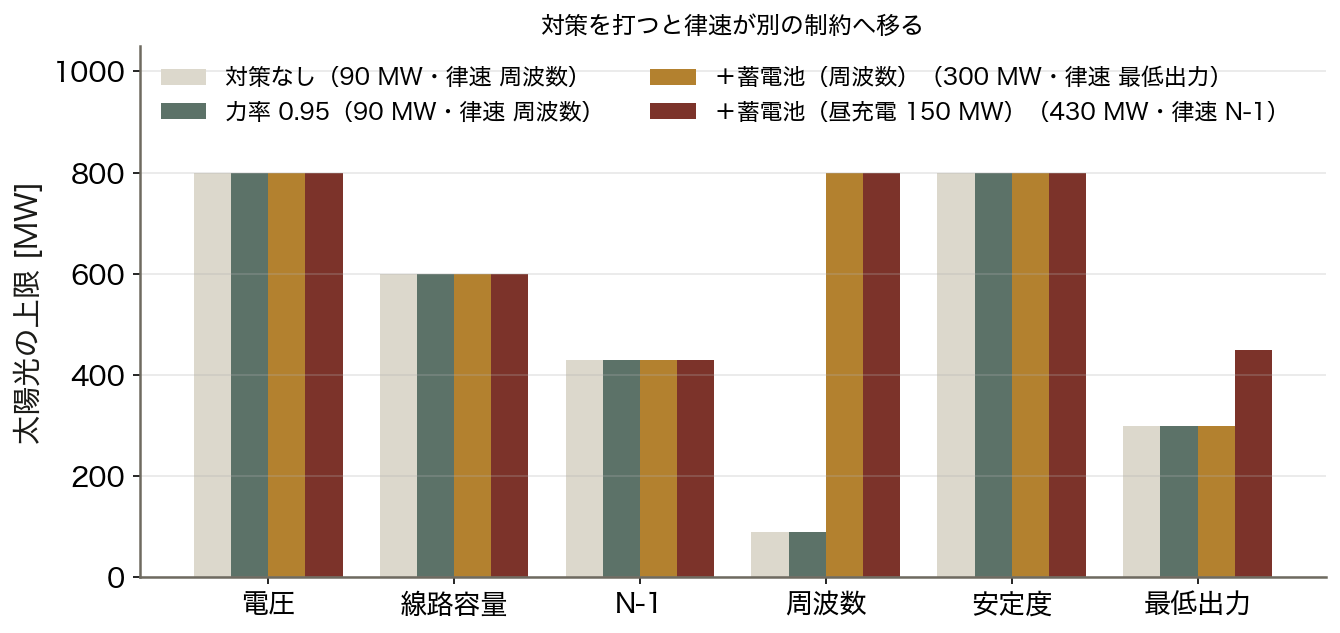 対策を打つと律速が別の制約へ移る
対策なし（90 MW・律速 周波数）
力率 0.95（90 MW・律速 周波数）
＋蓄電池（周波数）（300 MW・律速 最低出力）
＋蓄電池（昼充電 150 MW）（430 MW・律速 N-1）
太陽光の上限 [MW]
1000
800
600
400
200
0
電圧
線路容量
N-1
周波数
安定度
最低出力